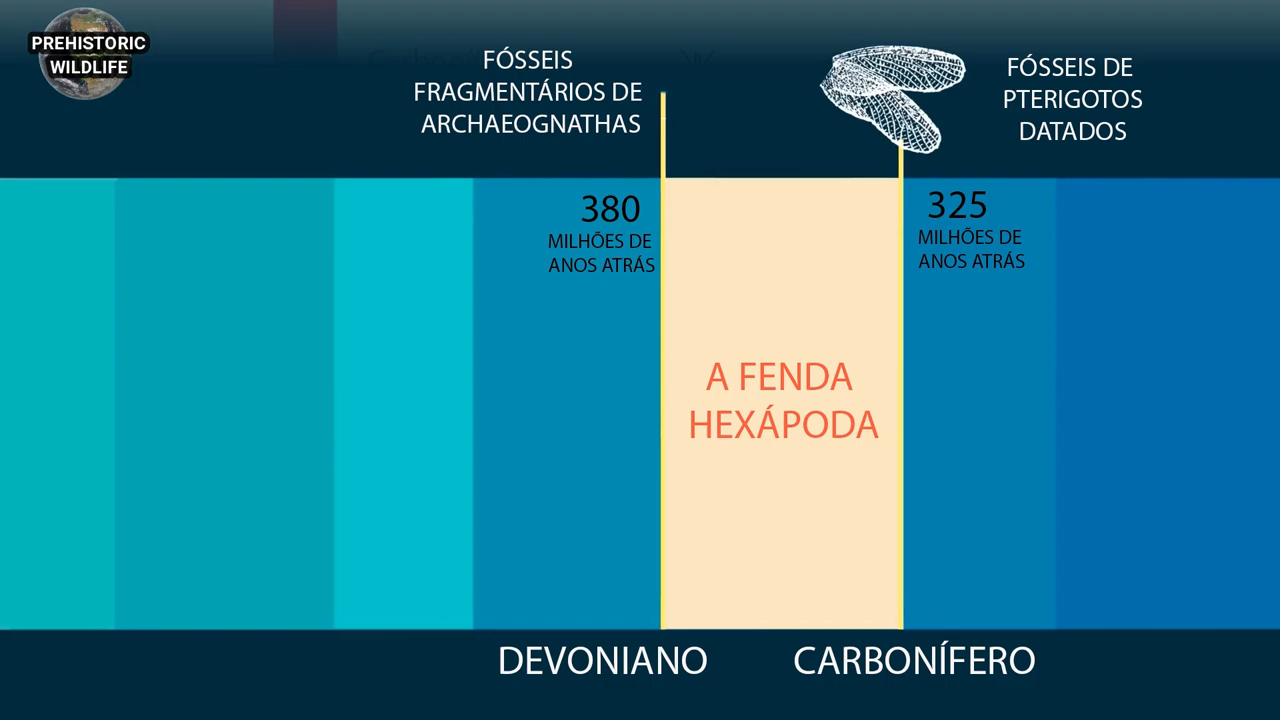 PREHISTORIC
WILDLIFE
FÓSSEIS
FRAGMENTÁRIOS DE
ARCHAEOGNATHAS
FÓSSEIS DE
PTERIGOTOS
DATADOS
380
MILHÕES DE
ANOS ATRÁS
325
MILHÕES DE
ANOS ATRÁS
A FENDA
HEXÁPODA
DEVONIANO
CARBONÍFERO